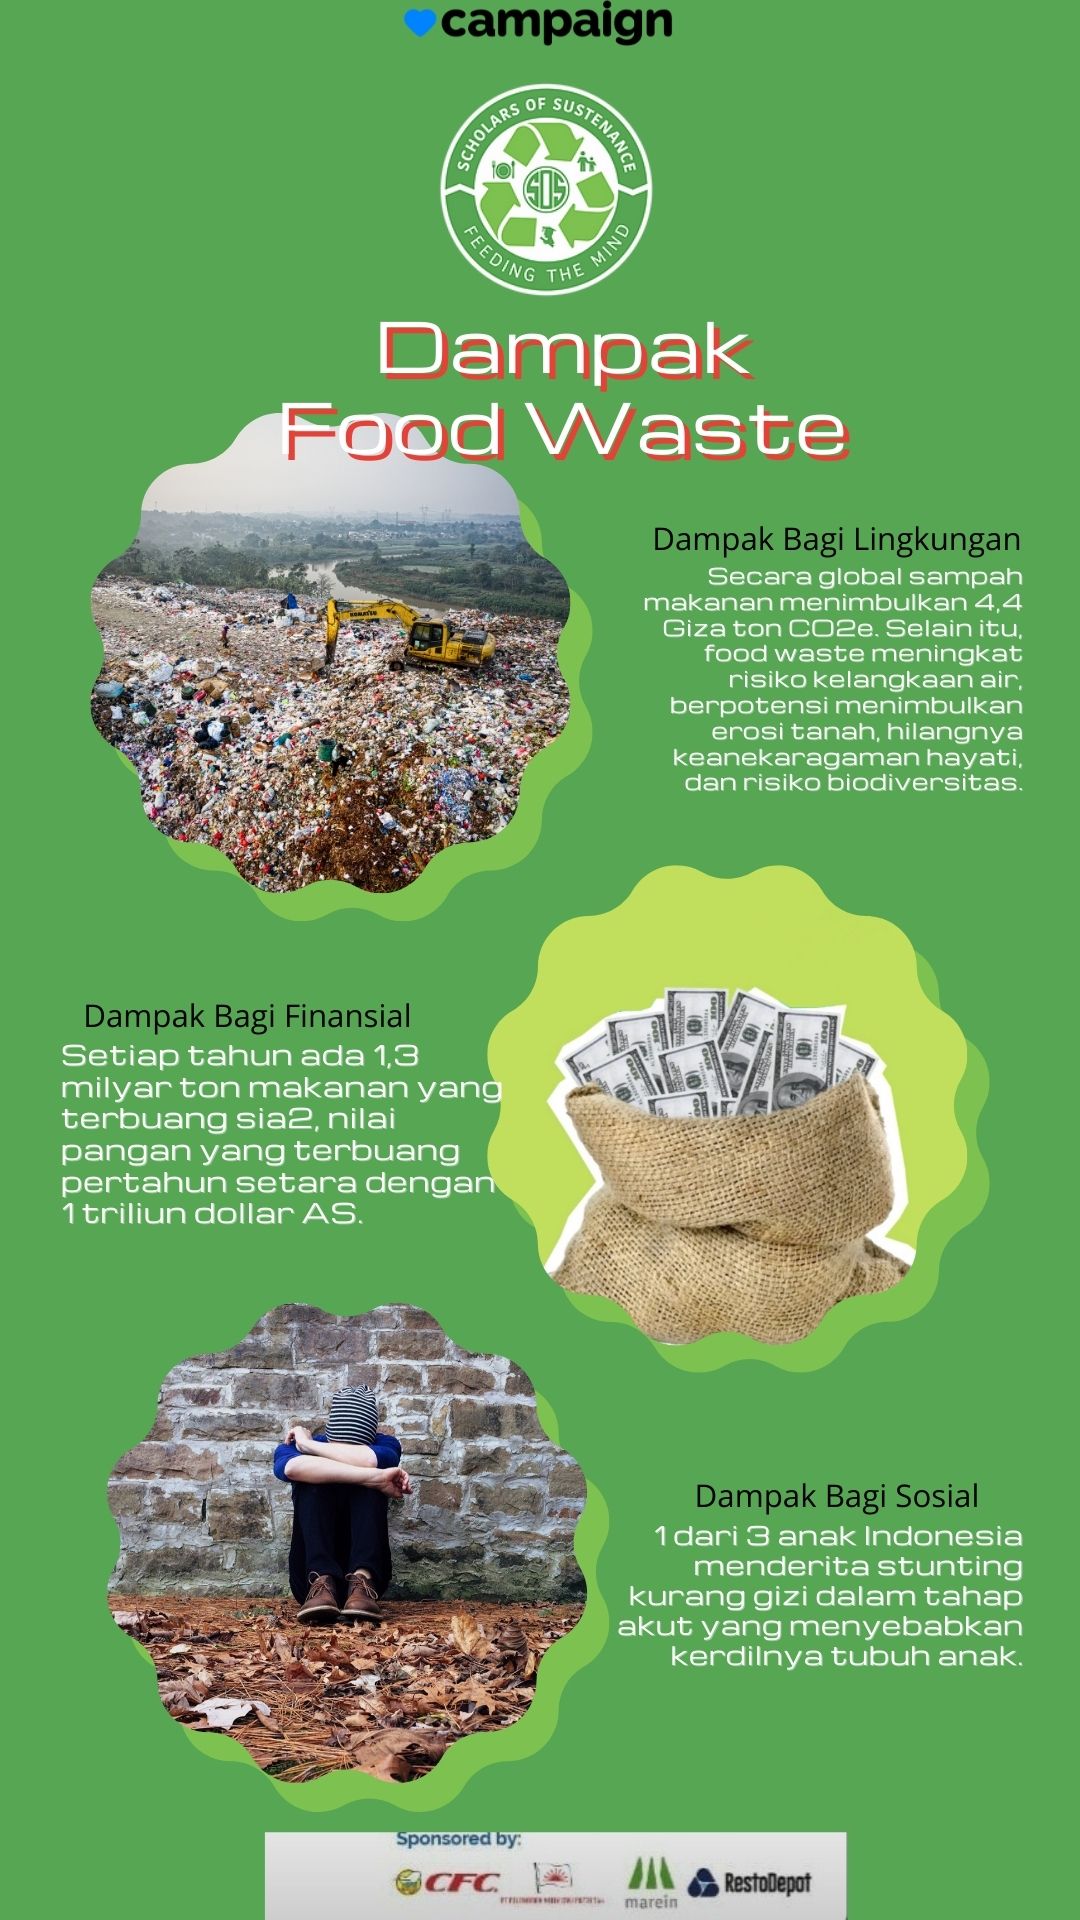 campaign
SCHOLARS OF SUSTENANCE
SOS
FEEDING THE MIND
Dampak
Food Waste
KOMATSU
Dampak Bagi Lingkungan
Secara global sampah
makanan menimbulkan 4,4
Giza ton CO2e. Selain itu,
food waste meningkat
risiko kelangkaan air,
berpotensi menimbulkan
erosi tanah, hilangnya
keanekaragaman hayati,
dan risiko biodiversitas.
Dampak Bagi Finansial
Setiap tahun ada 1,3
milyar ton makanan yang
terbuang sia2, nilai
pangan yang terbuang
pertahun setara dengan
1 triliun dollar AS.
100
Dampak Bagi Sosial
1 dari 3 anak Indonesia
menderita stunting
kurang gizi dalam tahap
akut yang menyebabkan
kerdilnya tubuh anak.
Sponsored by:
CFC
marein
RestoDepot